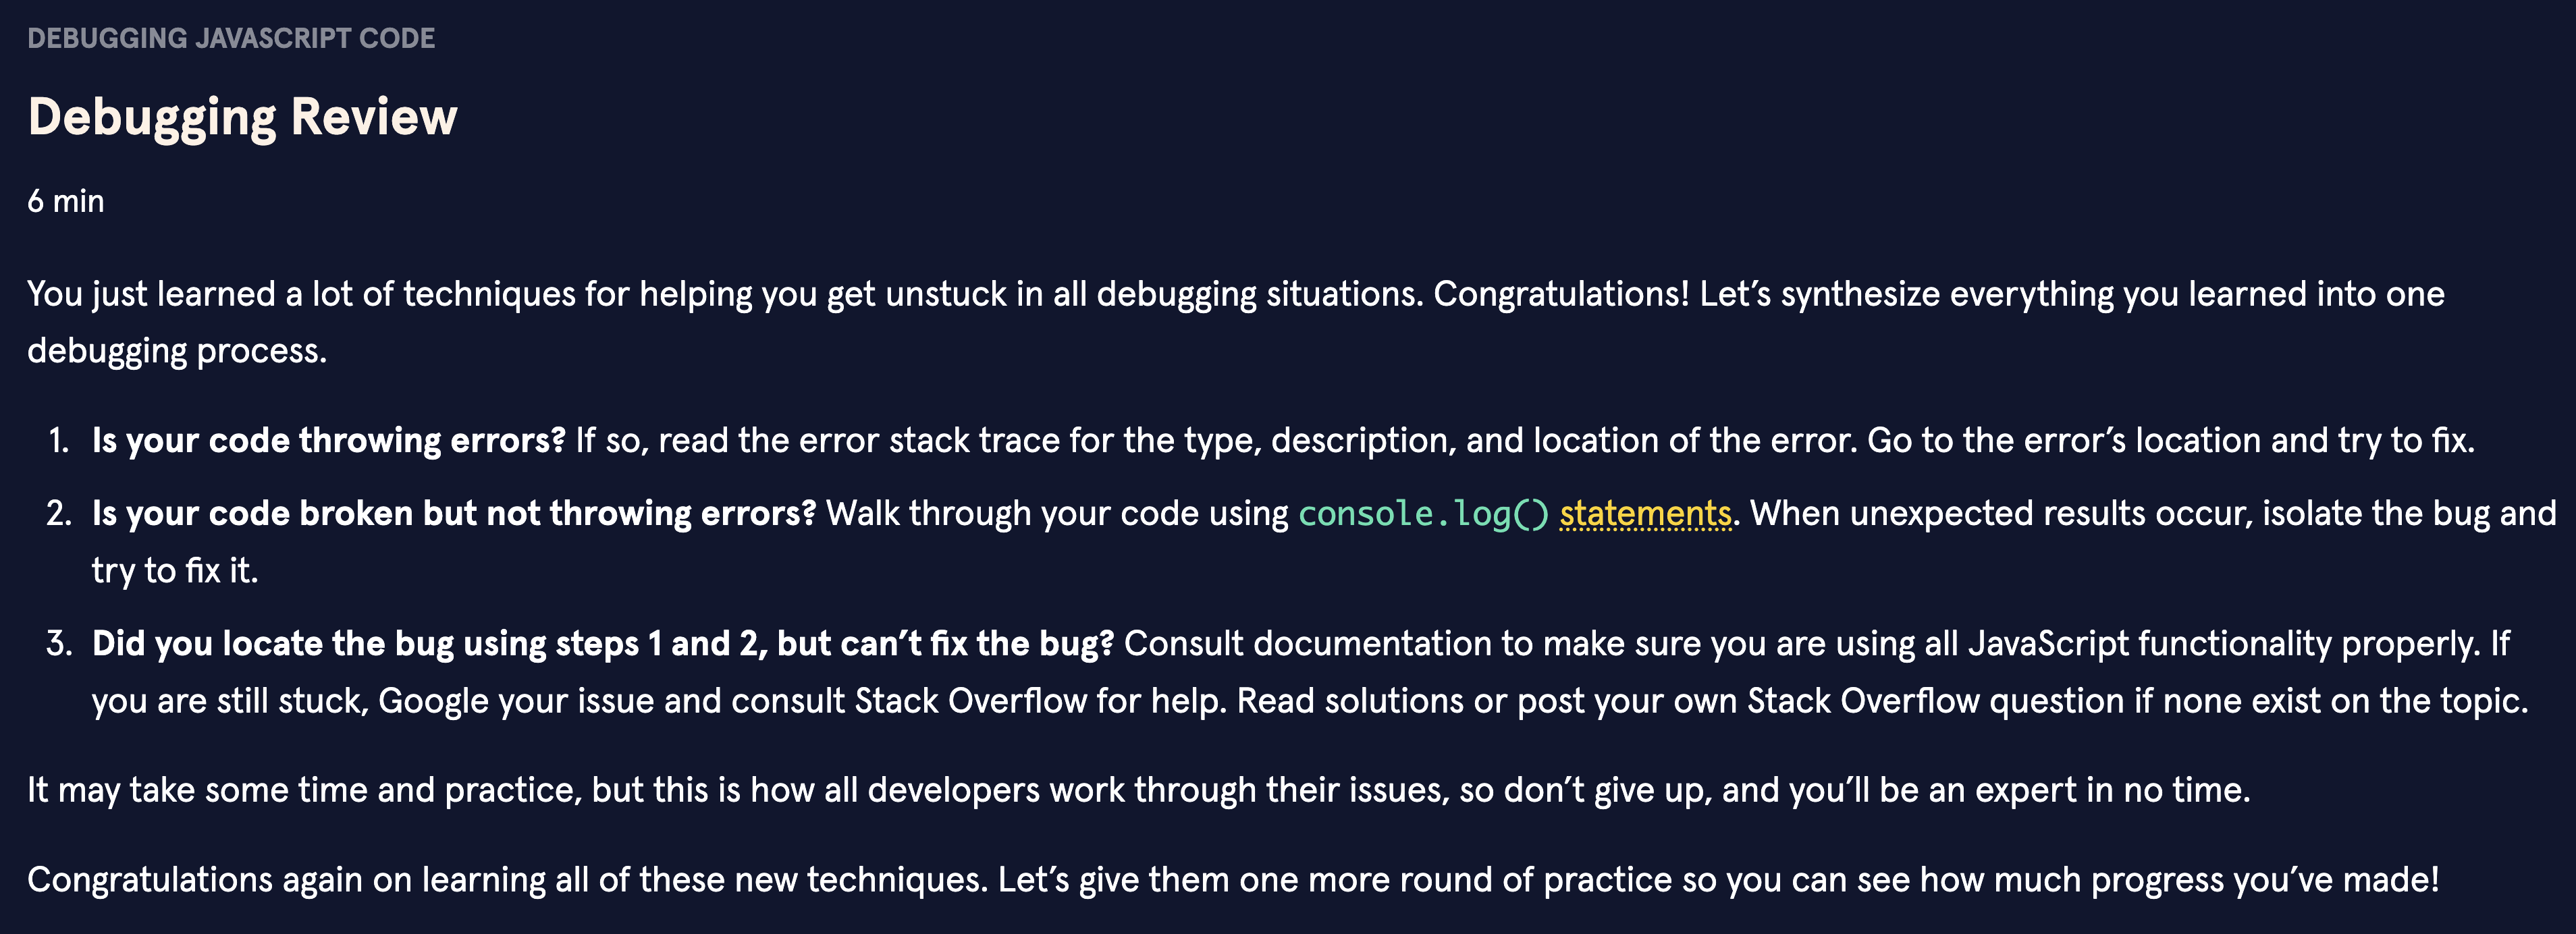 DEBUGGING JAVASCRIPT CODE
Debugging Review
6 min
You just learned a lot of techniques for helping you get unstuck in all debugging situations. Congratulations! Let’s synthesize everything you learned into one
debugging process.
1. Is your code throwing errors? If so, read the error stack trace for the type, description, and location of the error. Go to the error’s location and try to fix.
2. Is your code broken but not throwing errors? Walk through your code using console.log() statements. When unexpected results occur, isolate the bug and
try to fix it.
3. Did you locate the bug using steps 1 and 2, but can’t fix the bug? Consult documentation to make sure you are using all JavaScript functionality properly. If
you are still stuck, Google your issue and consult Stack Overflow for help. Read solutions or post your own Stack Overflow question if none exist on the topic.
It may take some time and practice, but this is how all developers work through their issues, so don’t give up, and you’ll be an expert in no time.
Congratulations again on learning all of these new techniques. Let’s give them one more round of practice so you can see how much progress you’ve made!